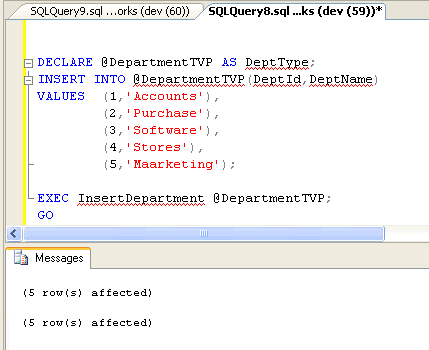 SQLQuery9.sql ...orks (dev (60)) SQLQuery8.sql ...ks (dev (59))*
DECLARE @DepartmentTVP AS DeptType;
INSERT INTO @DepartmentTVP(DeptId,DeptName)
VALUES (1,'Accounts'),
(2,'Purchase'),
(3,'Software'),
(4,'Stores'),
(5,'Maarketing');
EXEC InsertDepartment @DepartmentTVP;
GO
Messages
(5 row(s) affected)
(5 row(s) affected)